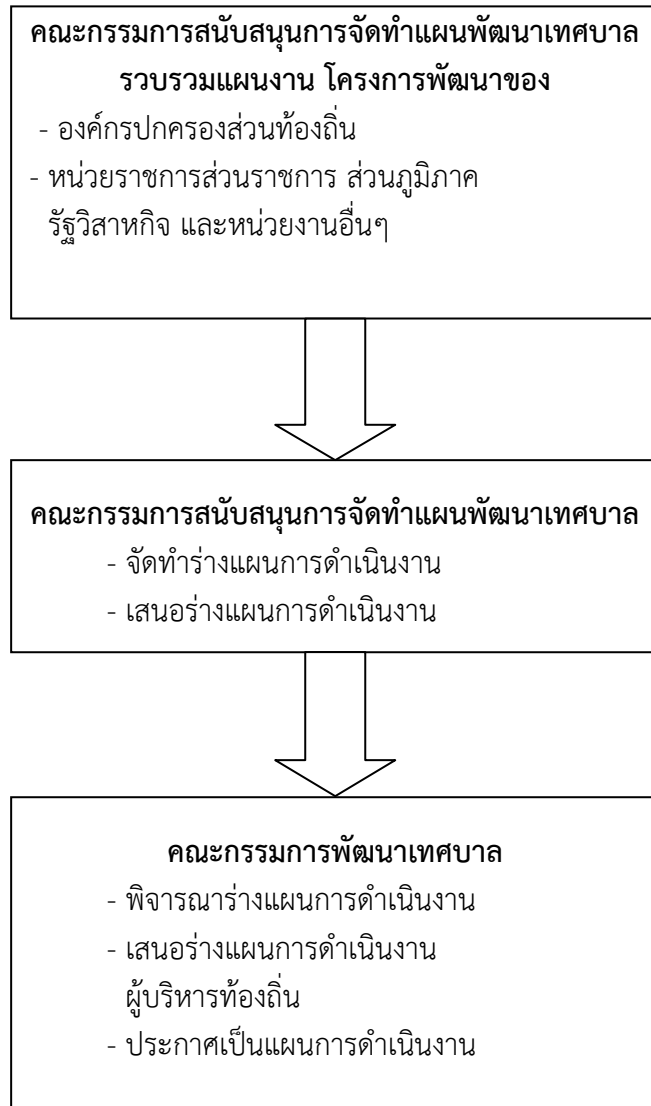 คณะกรรมการสนับสนุนการจัดทำแผนพัฒนาเทศบาล
รวบรวมแผนงาน โครงการพัฒนาของ
- องค์กรปกครองส่วนท้องถิ่น
- หน่วยราชการส่วนราชการ ส่วนภูมิภาค
รัฐวิสาหกิจ และหน่วยงานอื่นๆ
คณะกรรมการสนับสนุนการจัดทำแผนพัฒนาเทศบาล
- จัดทำร่างแผนการดำเนินงาน
- เสนอร่างแผนการดำเนินงาน
คณะกรรมการพัฒนาเทศบาล
- พิจารณาร่างแผนการดำเนินงาน
- เสนอร่างแผนการดำเนินงาน
ผู้บริหารท้องถิ่น
- ประกาศเป็นแผนการดำเนินงาน